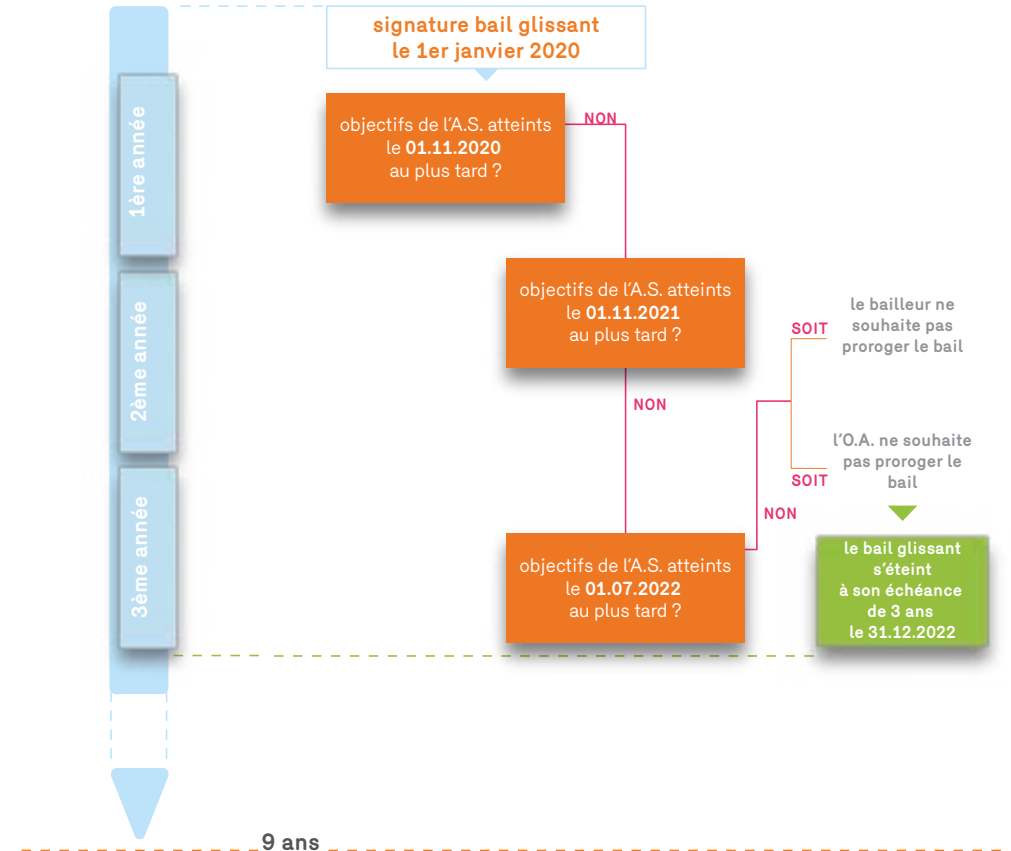 signature bail glissant
le 1er janvier 2020
1ère année
objectifs de l'A.S. atteints
le 01.11.2020
au plus tard ?
NON
2ème année
objectifs de l'A.S. atteints
le 01.11.2021
au plus tard ?
NON
SOIT
le bailleur ne
souhaite pas
proroger le bail
SOIT
l'O.A. ne souhaite
pas proroger le
bail
3ème année
objectifs de l'A.S. atteints
le 01.07.2022
au plus tard ?
NON
le bail glissant
s'éteint
à son échéance
de 3 ans
le 31.12.2022
9 ans